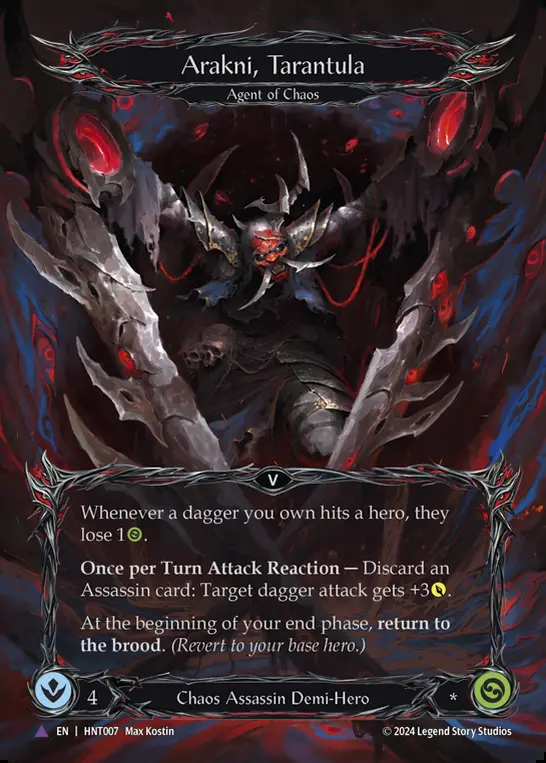 Arakni, Tarantula
Agent of Chaos
V
Whenever a dagger you own hits a hero, they
lose 1.
Once per Turn Attack Reaction — Discard an
Assassin card: Target dagger attack gets +3.
At the beginning of your end phase, return to
the brood. (Revert to your base hero.)
4 Chaos Assassin Demi-Hero *
EN | HNT007 Max Kostin © 2024 Legend Story Studios